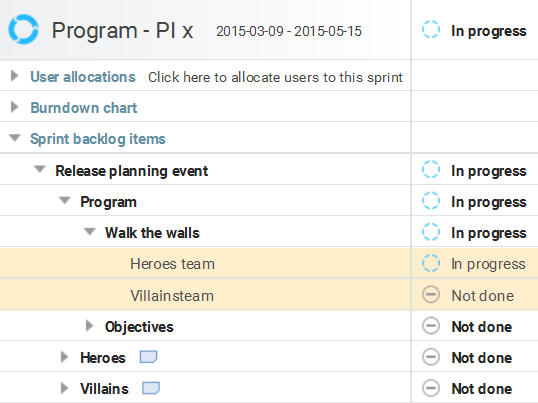 Program - PI x 2015-03-09 - 2015-05-15 In progress
User allocations Click here to allocate users to this sprint
Burndown chart
Sprint backlog items
Release planning event In progress
Program In progress
Walk the walls In progress
Heroes team In progress
Villainsteam Not done
Objectives Not done
Heroes Not done
Villains Not done